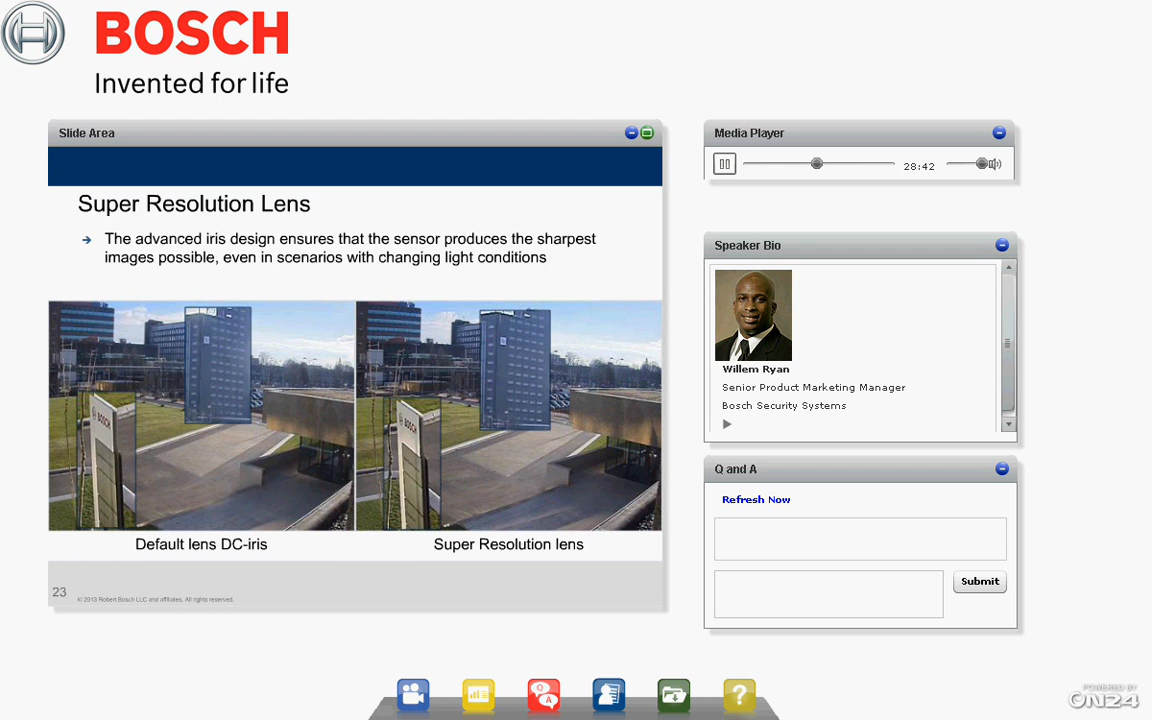 BOSCH
Invented for life
Slide Area
Super Resolution Lens
The advanced iris design ensures that the sensor produces the sharpest
images possible, even in scenarios with changing light conditions
BOSCH
BOSCH
Default lens DC-iris
Super Resolution lens
23
© 2013 Robert Bosch LLC and affiliates. All rights reserved.
Media Player
28:42
Speaker Bio
Willem Ryan
Senior Product Marketing Manager
Bosch Security Systems
Q and A
Refresh Now
Submit
Q
A
?
POWERED BY
ON24